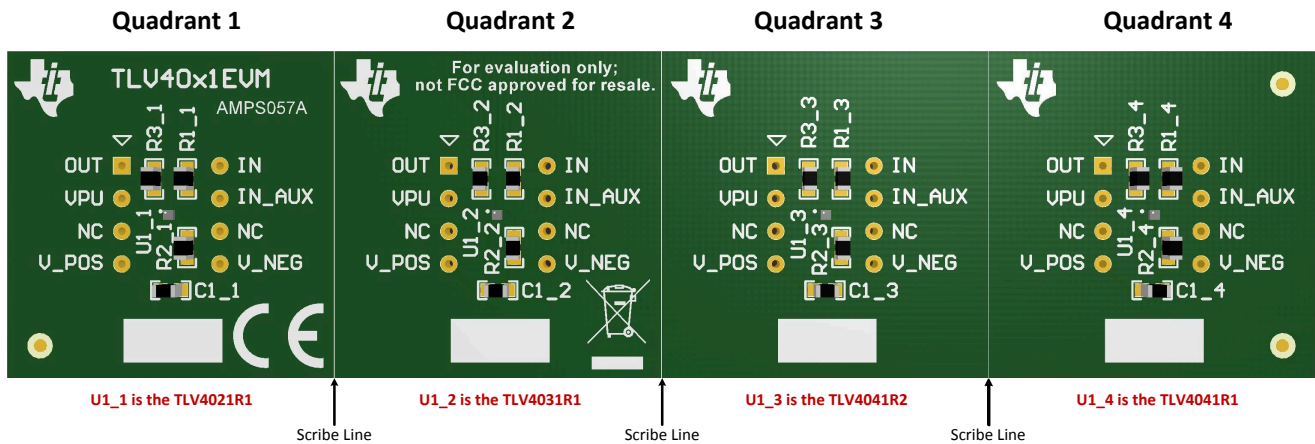 Quadrant 1
Quadrant 2
Quadrant 3
Quadrant 4
TLV40x1EVM
AMPS057A
R3_1
R1_1
OUT
IN
VPU
IN_AUX
NC
NC
V_POS
V_NEG
U1_1
R2_1
C1_1
CE
For evaluation only;
not FCC approved for resale.
R3_2
R1_2
OUT
IN
VPU
IN_AUX
NC
NC
V_POS
V_NEG
U1_2
R2_2
C1_2
R3_3
R1_3
OUT
IN
VPU
IN_AUX
NC
NC
V_POS
V_NEG
U1_3
R2_3
C1_3
R3_4
R1_4
OUT
IN
VPU
IN_AUX
NC
NC
V_POS
V_NEG
U1_4
R2_4
C1_4
U1_1 is the TLV4021R1
U1_2 is the TLV4031R1
U1_3 is the TLV4041R2
U1_4 is the TLV4041R1
Scribe Line
Scribe Line
Scribe Line